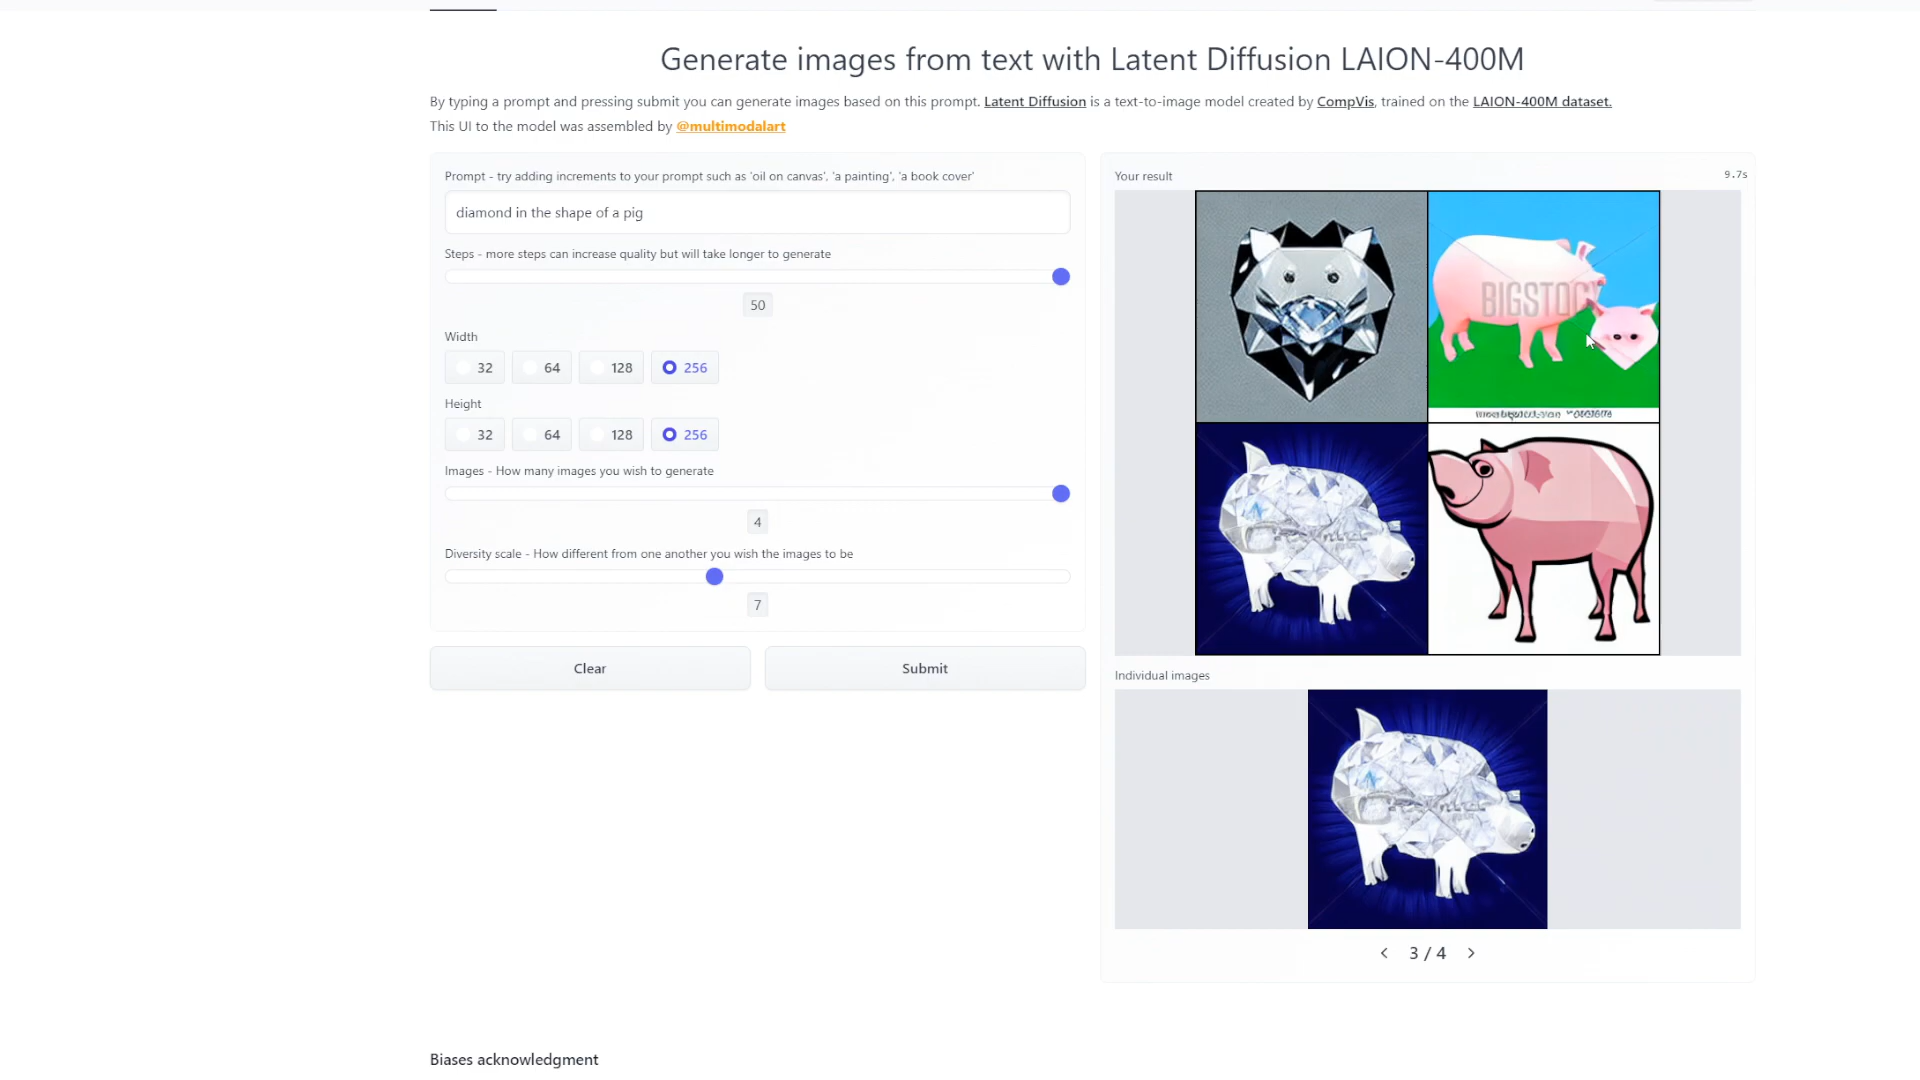 Generate images from text with Latent Diffusion LAION-400M
By typing a prompt and pressing submit you can generate images based on this prompt. Latent Diffusion is a text-to-image model created by CompVis, trained on the LAION-400M dataset.
This UI to the model was assembled by @multimodalart
Prompt - try adding increments to your prompt such as 'oil on canvas', 'a painting', 'a book cover'
diamond in the shape of a pig
Steps - more steps can increase quality but will take longer to generate
50
Width
32 64 128 256
Height
32 64 128 256
Images - How many images you wish to generate
4
Diversity scale - How different from one another you wish the images to be
7
Clear Submit
Your result 9.7s
BIGSTOC
Individual images
3 / 4
Biases acknowledgment